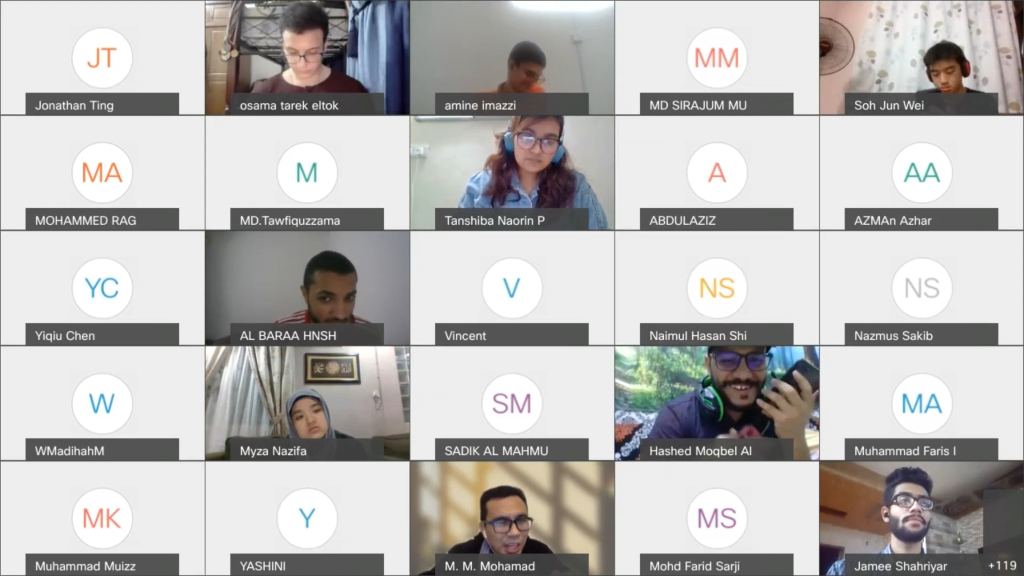 JT
Jonathan Ting
osama tarek eltok
amine imazzi
MM
MD SIRAJUM MU
Soh Jun Wei
MA
MOHAMMED RAG
M
MD.Tawfiquzzama
Tanshiba Naorin P
A
ABDULAZIZ
AA
AZMAn Azhar
YC
Yiqiu Chen
AL BARAA HNSH
V
Vincent
NS
Naimul Hasan Shi
NS
Nazmus Sakib
W
WMadihahM
Myza Nazifa
SM
SADIK AL MAHMU
Hashed Moqbel Al
MA
Muhammad Faris I
MK
Muhammad Muizz
Y
YASHINI
M. M. Mohamad
MS
Mohd Farid Sarji
Jamee Shahriyar
+119